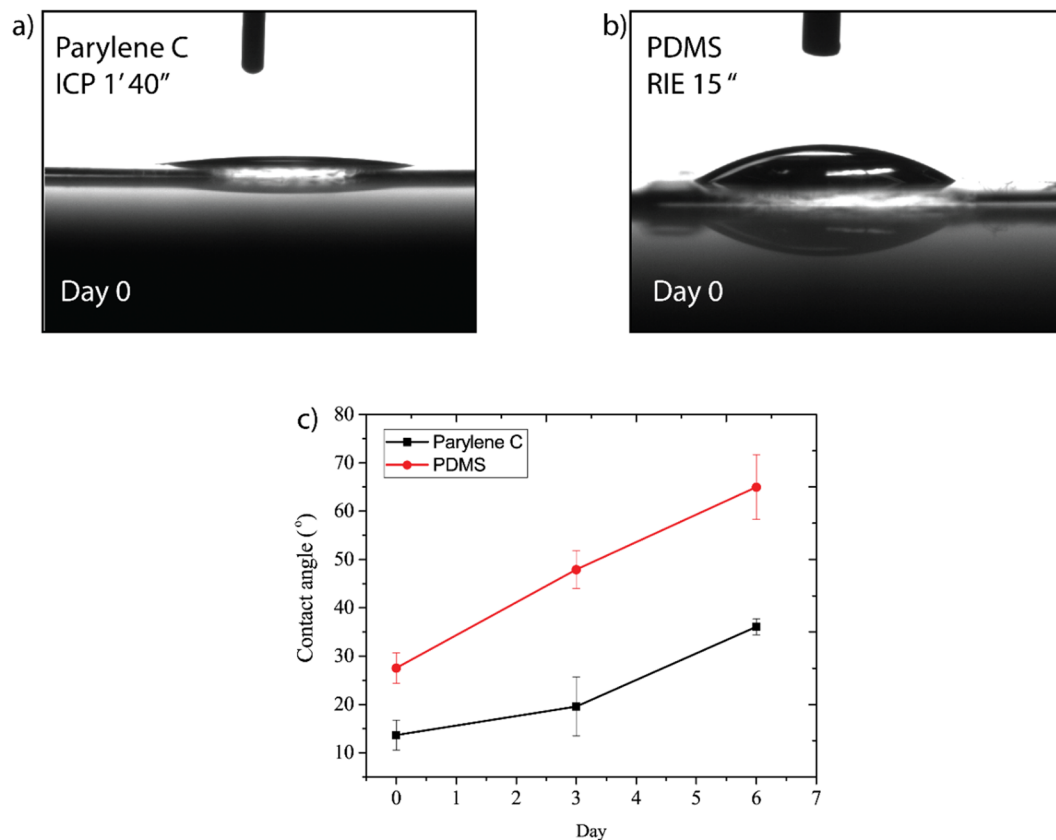 a)
Parylene C
ICP 1'40"
Day 0
b)
PDMS
RIE 15 "
Day 0
c)
80
70
60
50
40
30
20
10
Contact angle (°)
Parylene C
PDMS
0 1 2 3 4 5 6 7
Day